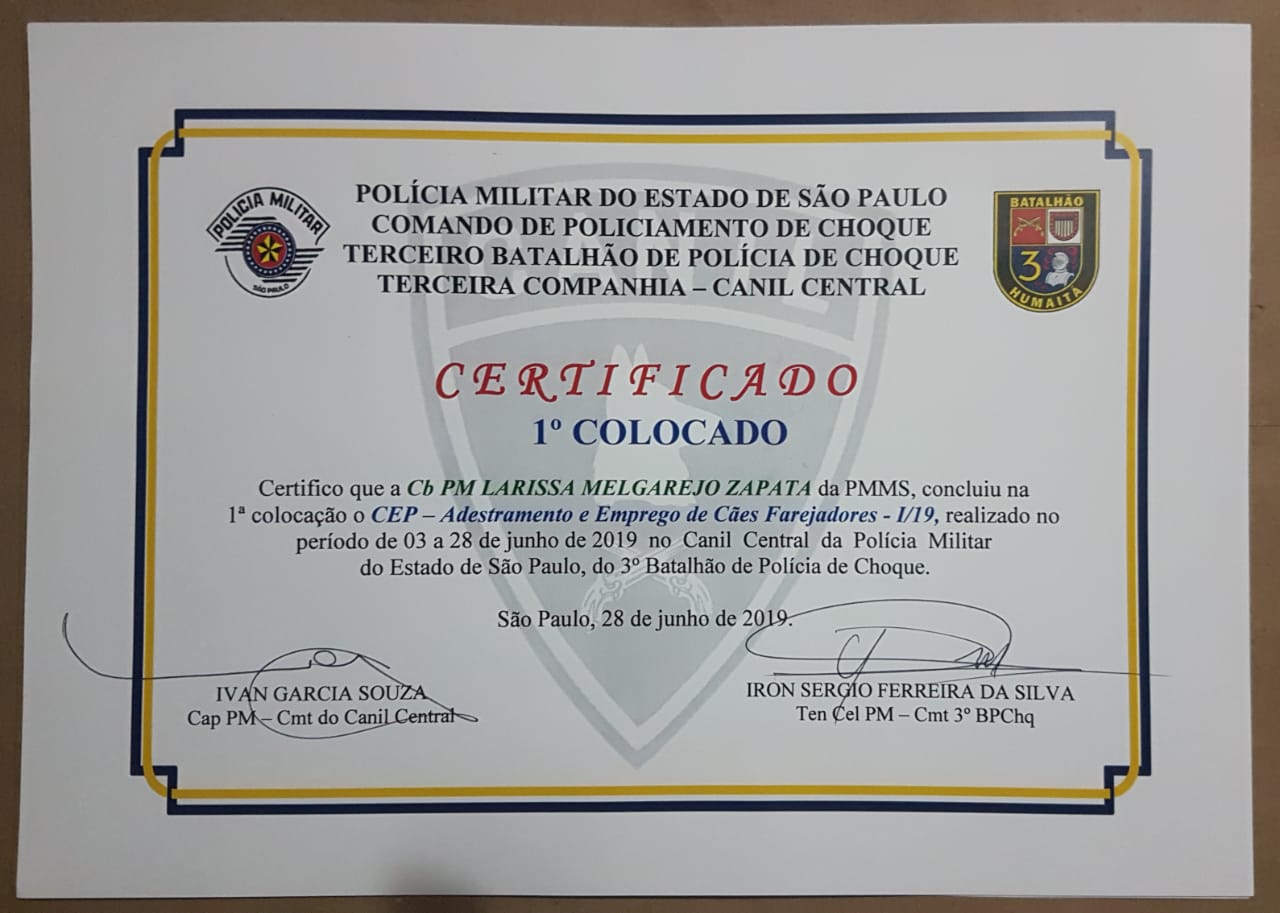 POLÍCIA MILITAR DO ESTADO DE SÃO PAULO
COMANDO DE POLICIAMENTO DE CHOQUE
TERCEIRO BATALHÃO DE POLÍCIA DE CHOQUE
TERCEIRA COMPANHIA – CANIL CENTRAL
POLICIA MILITAR
SÃO PAULO
BATALHÃO
3
HUMAITÁ
CANIL
CERTIFICADO
1º COLOCADO
Certifico que a Cb PM LARISSA MELGAREJO ZAPATA da PMMS, concluiu na
1ª colocação o CEP – Adestramento e Emprego de Cães Farejadores - I/19, realizado no
período de 03 a 28 de junho de 2019 no Canil Central da Polícia Militar
do Estado de São Paulo, do 3º Batalhão de Polícia de Choque.
São Paulo, 28 de junho de 2019.
IVAN GARCIA SOUZA
Cap PM – Cmt do Canil Central
IRON SERGIO FERREIRA DA SILVA
Ten Cel PM – Cmt 3º BPChq